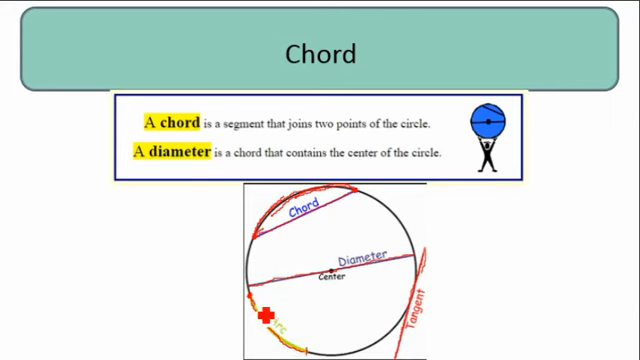 Chord
A chord is a segment that joins two points of the circle.
A diameter is a chord that contains the center of the circle.
Chord
Diameter
Center
Tangent